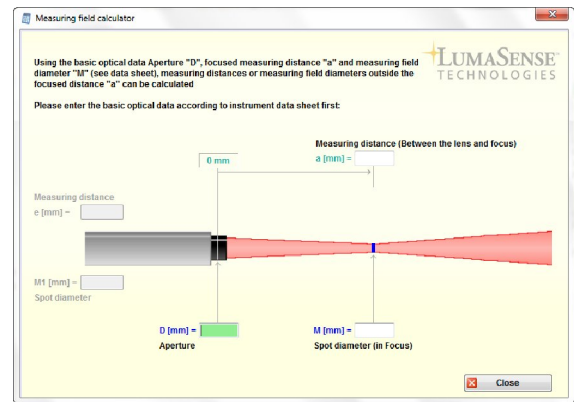 Measuring field calculator
Using the basic optical data Aperture "D", focused measuring distance "a" and measuring field
diameter "M" (see data sheet), measuring distances or measuring field diameters outside the
focused distance "a" can be calculated
LUMASENSE
TECHNOLOGIES
Please enter the basic optical data according to instrument data sheet first:
Measuring distance (Between the lens and focus)
0 mm
a [mm] =
Measuring distance
e [mm] =
M1 [mm] =
Spot diameter
D [mm] =
M [mm] =
Aperture
Spot diameter (in Focus)
Close